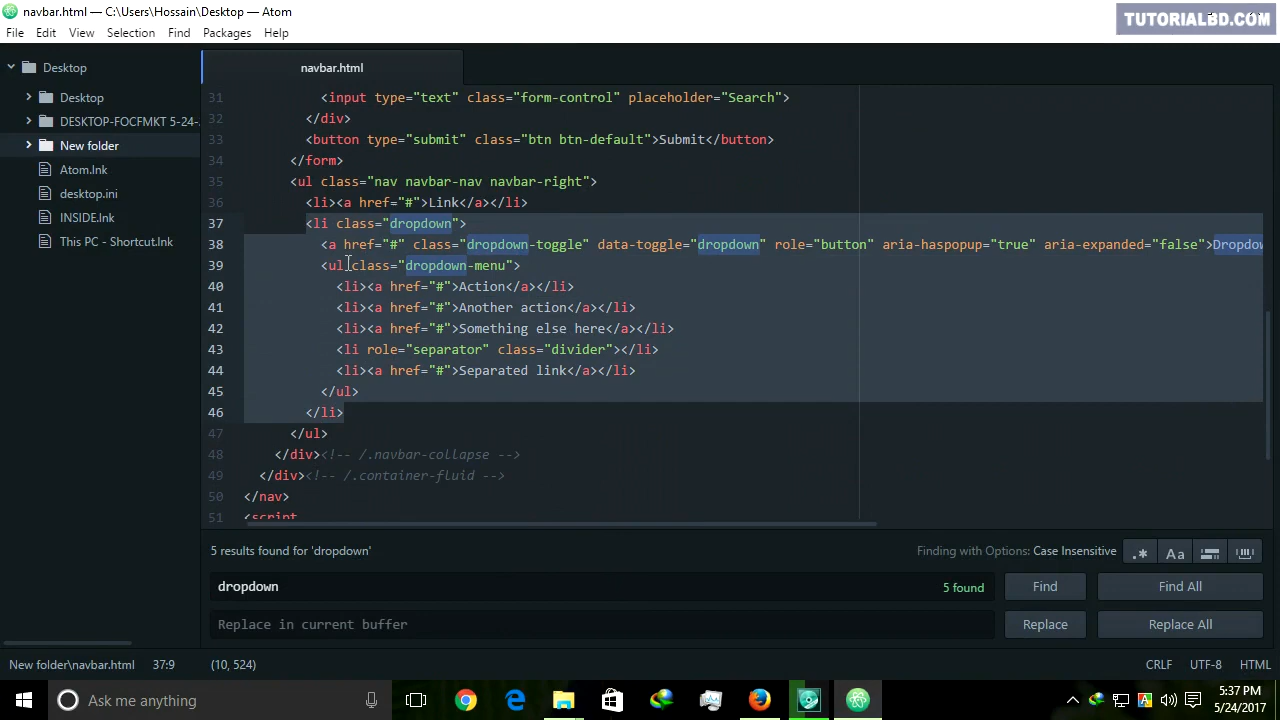 navbar.html — C:\Users\Hossain\Desktop — Atom
TUTORIALBD.COM
File Edit View Selection Find Packages Help
Desktop
navbar.html
Desktop
DESKTOP-FOCFMKT 5-24-
New folder
Atom.lnk
desktop.ini
INSIDE.lnk
This PC - Shortcut.lnk
31 <input type="text" class="form-control" placeholder="Search">
32 </div>
33 <button type="submit" class="btn btn-default">Submit</button>
34 </form>
35 <ul class="nav navbar-nav navbar-right">
36 <li><a href="#">Link</a></li>
37 <li class="dropdown">
38 <a href="#" class="dropdown-toggle" data-toggle="dropdown" role="button" aria-haspopup="true" aria-expanded="false">Dropdow
39 <ul class="dropdown-menu">
40 <li><a href="#">Action</a></li>
41 <li><a href="#">Another action</a></li>
42 <li><a href="#">Something else here</a></li>
43 <li role="separator" class="divider"></li>
44 <li><a href="#">Separated link</a></li>
45 </ul>
46 </li>
47 </ul>
48 </div><!-- /.navbar-collapse -->
49 </div><!-- /.container-fluid -->
50 </nav>
51 <script
5 results found for 'dropdown'
Finding with Options: Case Insensitive
.* Aa
dropdown
5 found
Find
Find All
Replace in current buffer
Replace
Replace All
New folder\navbar.html 37:9 (10, 524)
CRLF UTF-8 HTML
Ask me anything
5:37 PM
5/24/2017